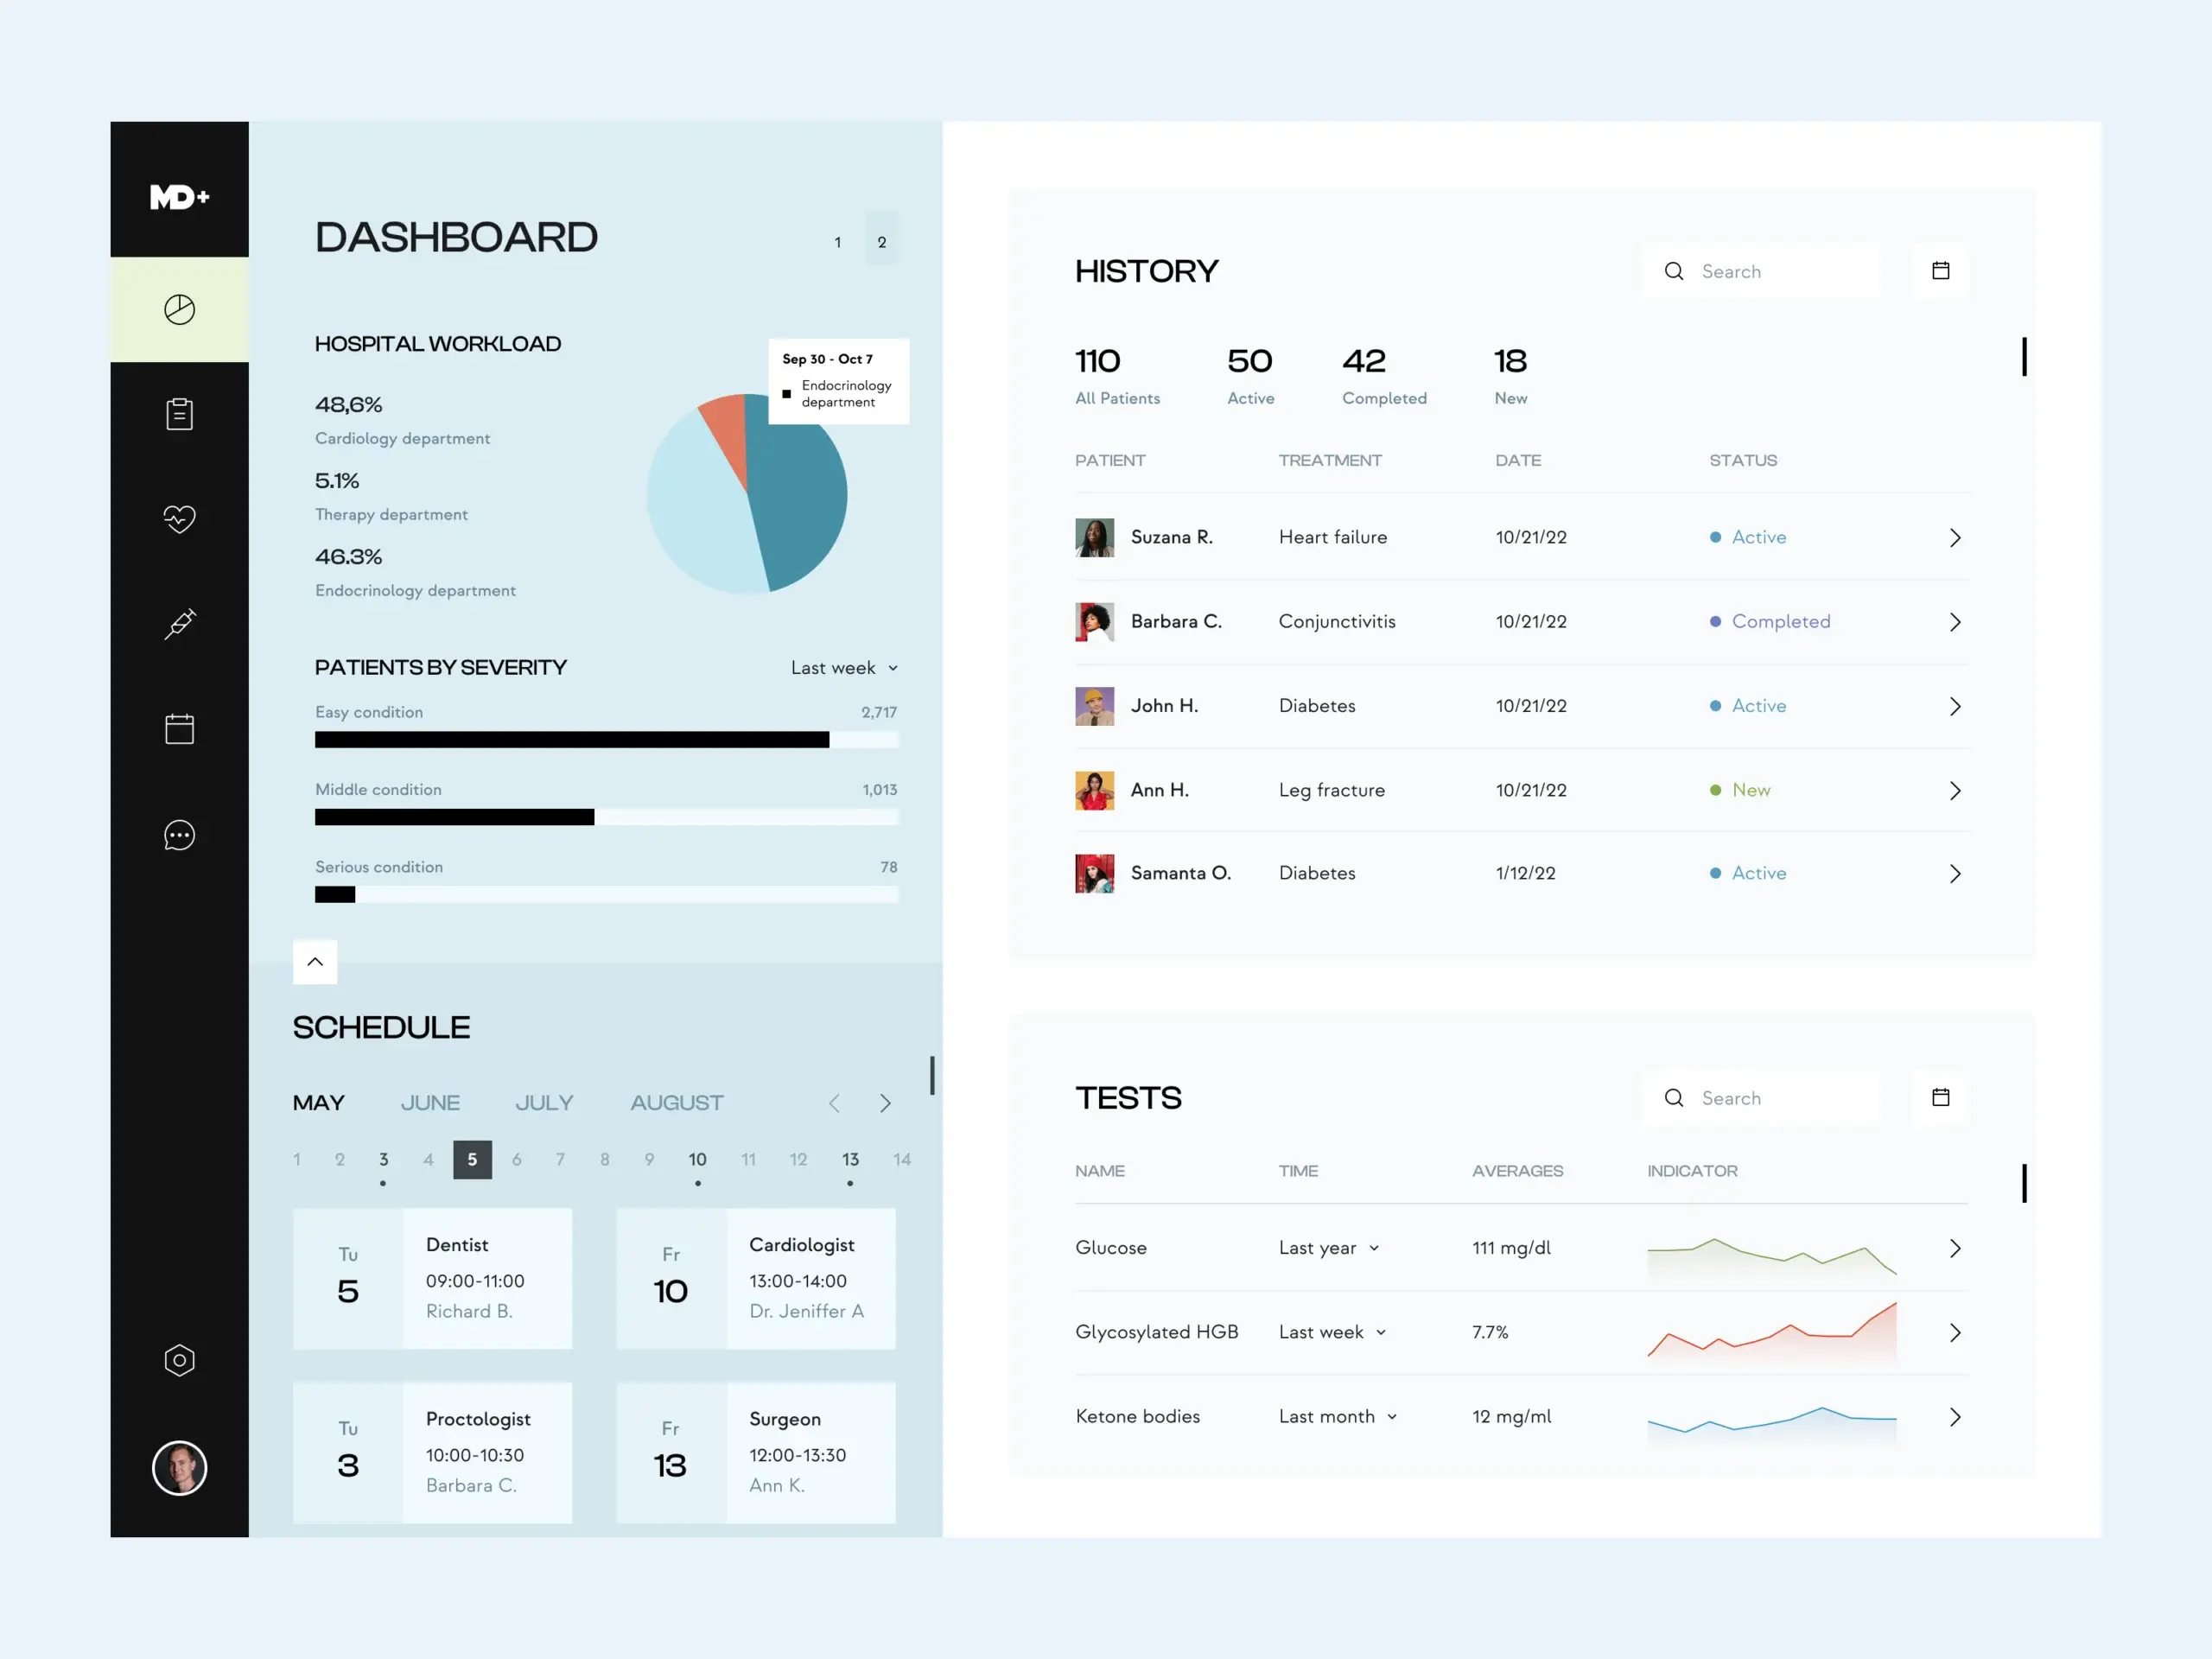 MD+
DASHBOARD
1 2
HOSPITAL WORKLOAD
48,6%
Cardiology department
5.1%
Therapy department
46.3%
Endocrinology department
Sep 30 - Oct 7
Endocrinology
department
PATIENTS BY SEVERITY
Last week
Easy condition 2,717
Middle condition 1,013
Serious condition 78
SCHEDULE
MAY JUNE JULY AUGUST
1 2 3 4 5 6 7 8 9 10 11 12 13 14
Tu
5
Dentist
09:00-11:00
Richard B.
Fr
10
Cardiologist
13:00-14:00
Dr. Jeniffer A
Tu
3
Proctologist
10:00-10:30
Barbara C.
Fr
13
Surgeon
12:00-13:30
Ann K.
HISTORY
Search
110 50 42 18
All Patients Active Completed New
PATIENT TREATMENT DATE STATUS
Suzana R. Heart failure 10/21/22 Active
Barbara C. Conjunctivitis 10/21/22 Completed
John H. Diabetes 10/21/22 Active
Ann H. Leg fracture 10/21/22 New
Samanta O. Diabetes 1/12/22 Active
TESTS
Search
NAME TIME AVERAGES INDICATOR
Glucose Last year 111 mg/dl
Glycosylated HGB Last week 7.7%
Ketone bodies Last month 12 mg/ml